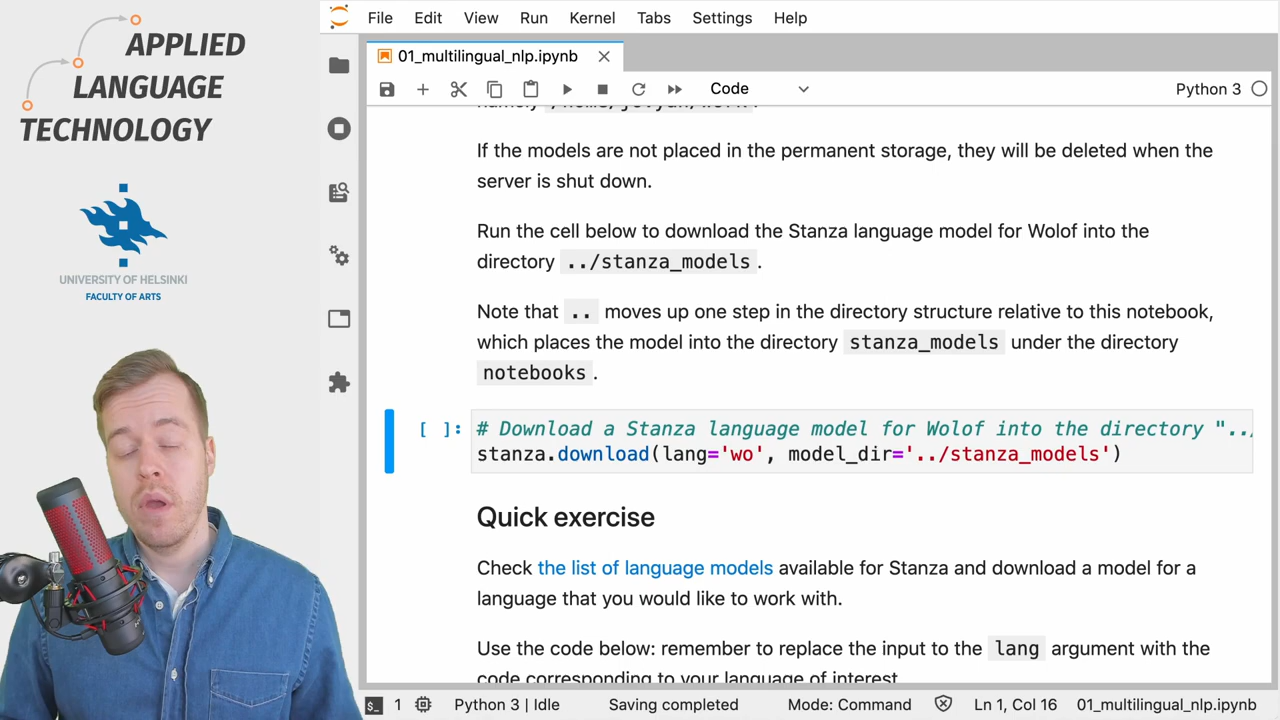 APPLIED
LANGUAGE
TECHNOLOGY
UNIVERSITY OF HELSINKI
FACULTY OF ARTS
File Edit View Run Kernel Tabs Settings Help
01_multilingual_nlp.ipynb
Code
Python 3
If the models are not placed in the permanent storage, they will be deleted when the
server is shut down.
Run the cell below to download the Stanza language model for Wolof into the
directory ../stanza_models .
Note that .. moves up one step in the directory structure relative to this notebook,
which places the model into the directory stanza_models under the directory
notebooks .
[ ]: # Download a Stanza language model for Wolof into the directory "../
stanza.download(lang='wo', model_dir='../stanza_models')
Quick exercise
Check the list of language models available for Stanza and download a model for a
language that you would like to work with.
Use the code below: remember to replace the input to the lang argument with the
code corresponding to your language of interest
1 Python 3 | Idle Saving completed Mode: Command Ln 1, Col 16 01_multilingual_nlp.ipynb